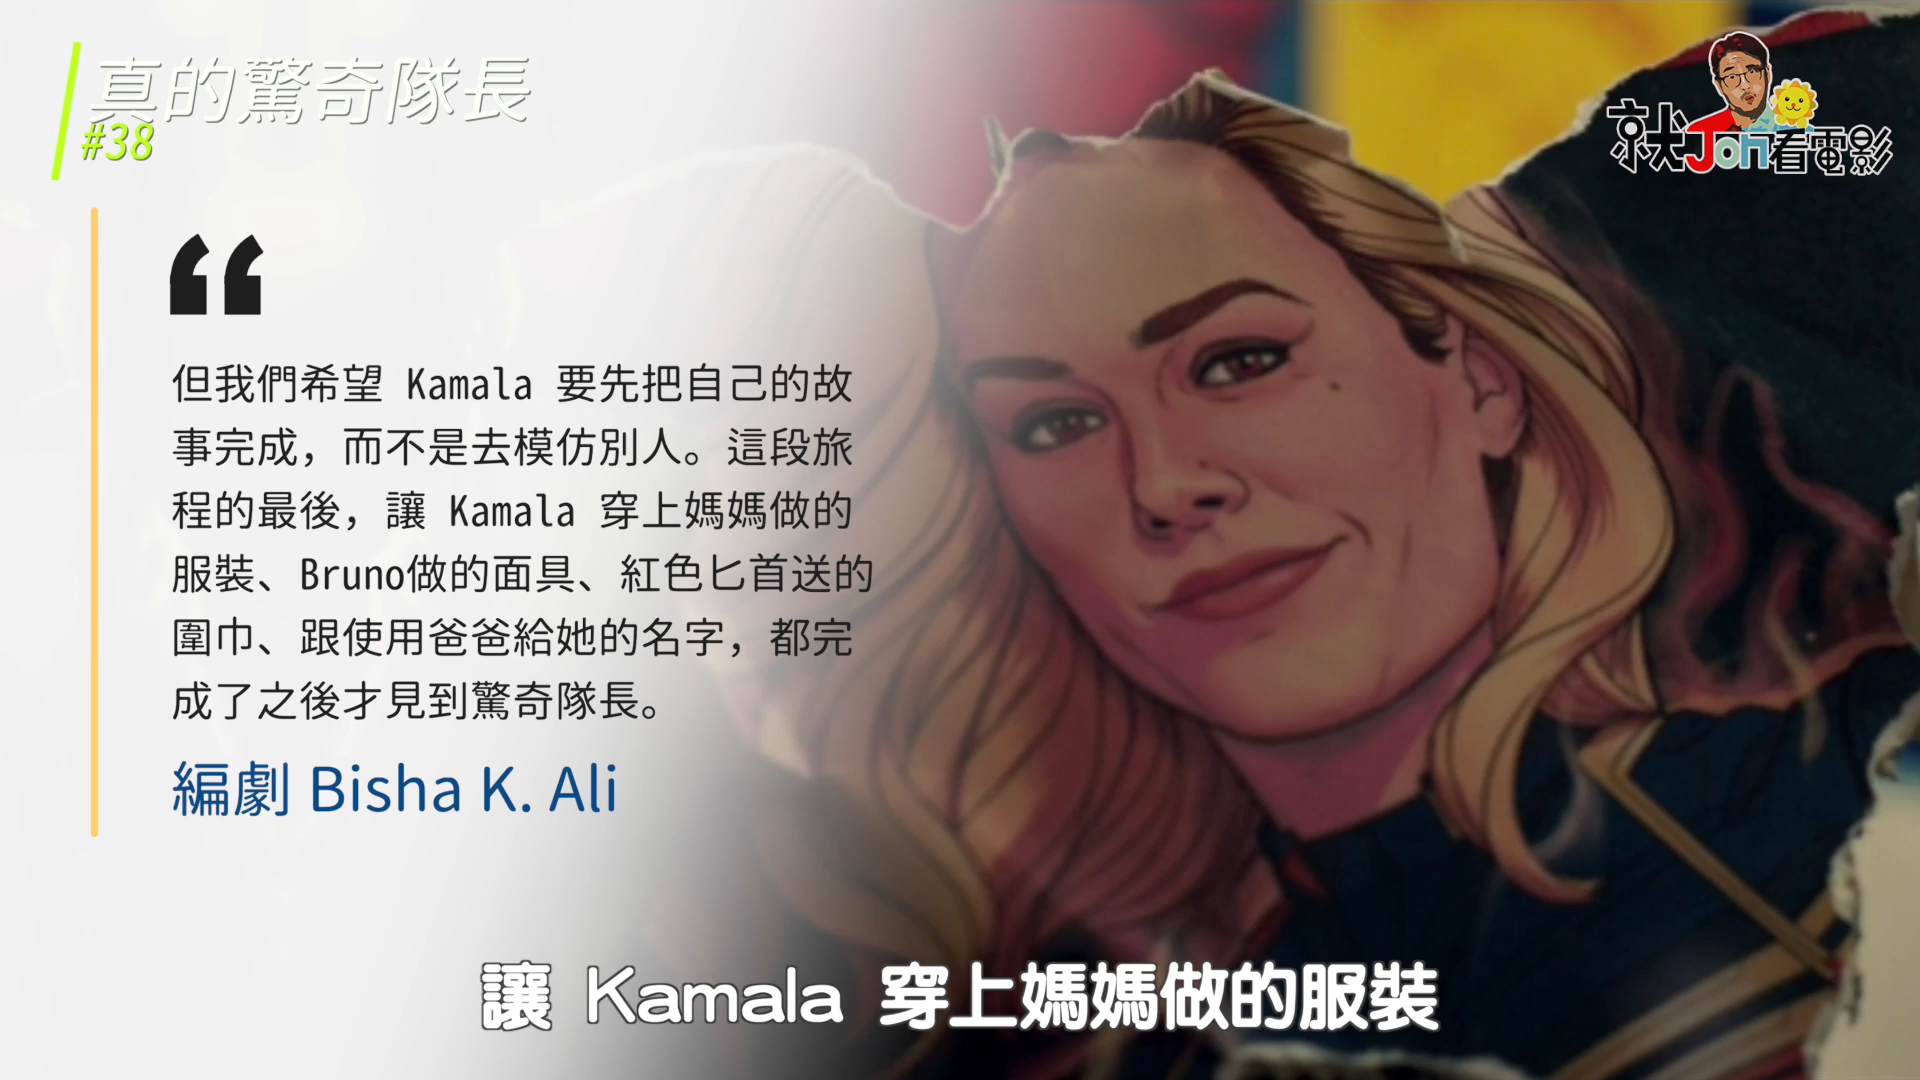 真的驚奇隊長
#38
就Jon看電影
但我們希望 Kamala 要先把自己的故
事完成，而不是去模仿別人。這段旅
程的最後，讓 Kamala 穿上媽媽做的
服裝、Bruno做的面具、紅色匕首送的
圍巾、跟使用爸爸給她的名字，都完
成了之後才見到驚奇隊長。
編劇 Bisha K. Ali
讓 Kamala 穿上媽媽做的服裝